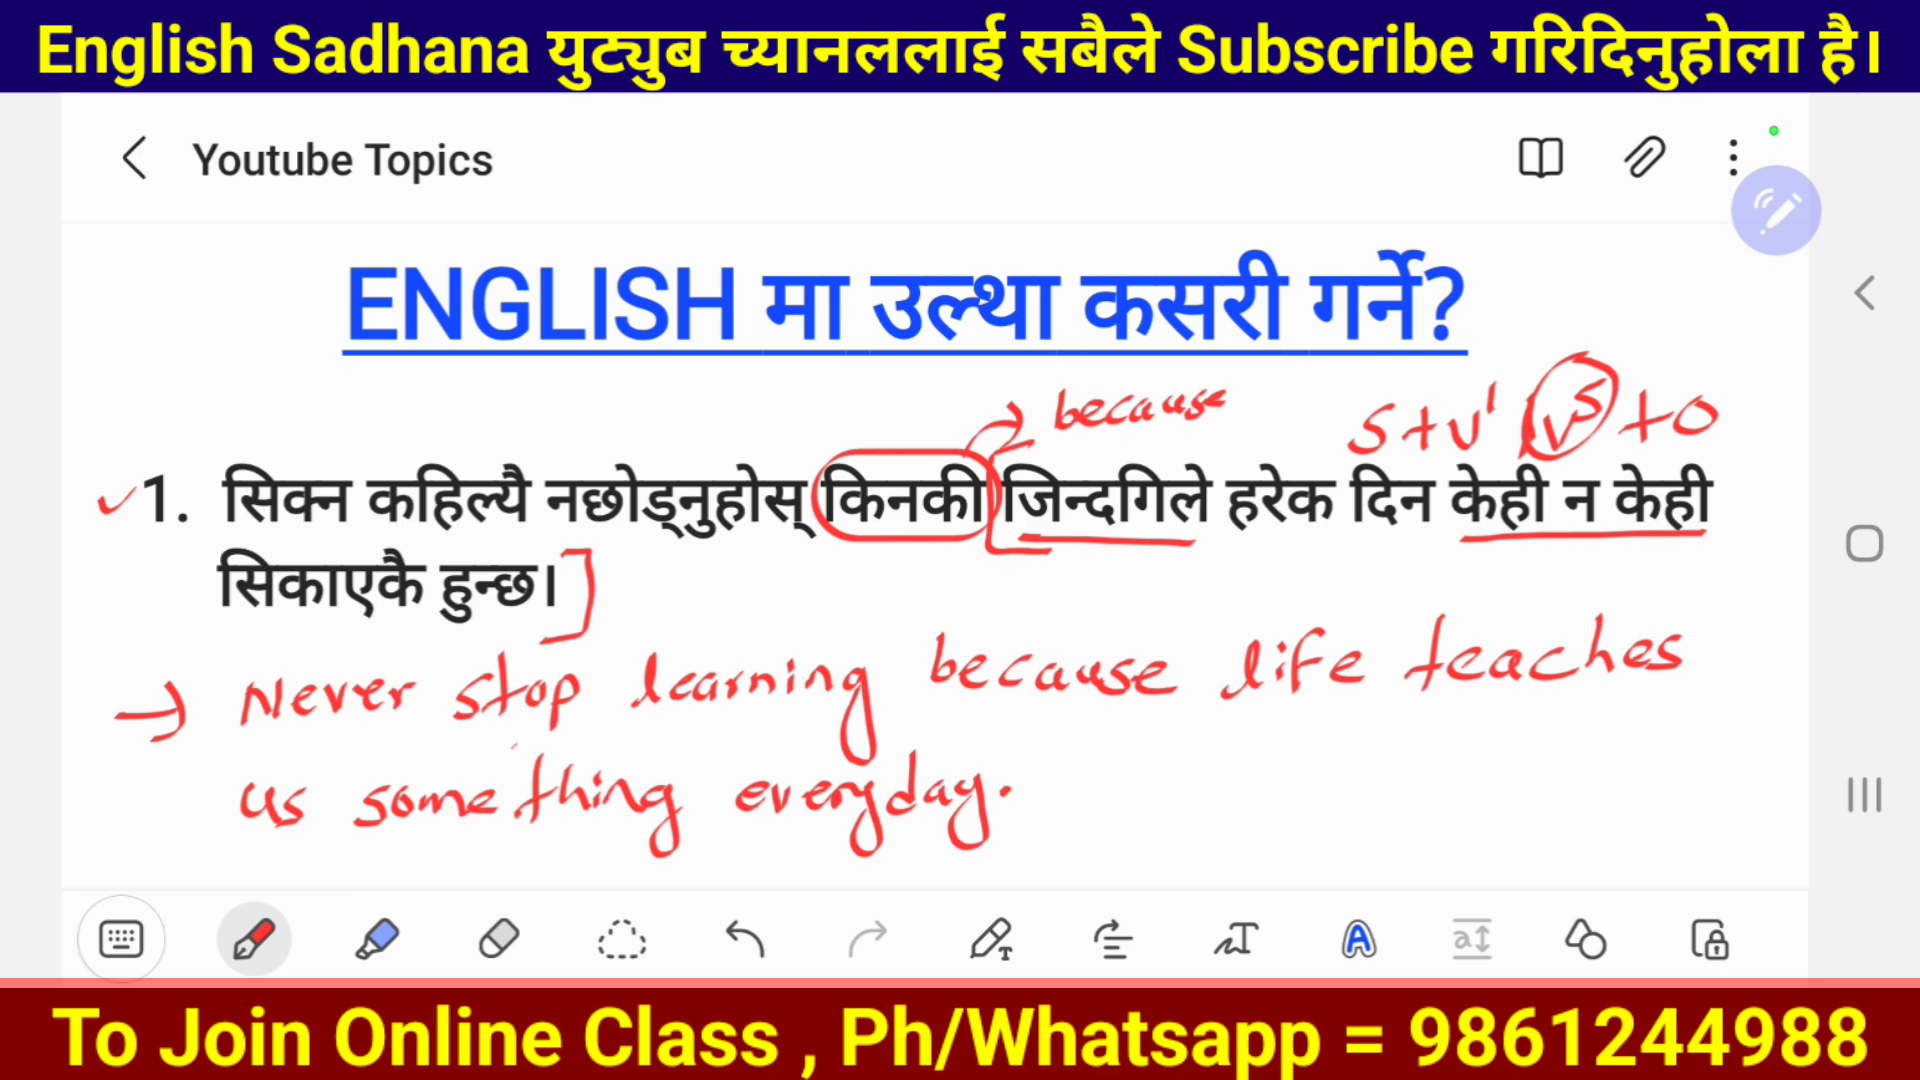 English Sadhana युट्युब च्यानललाई सबैले Subscribe गरिदिनुहोला है।
Youtube Topics
ENGLISH मा उल्था कसरी गर्ने?
because S+V¹ / V⁵ + O
1. सिक्न कहिल्यै नछोड्नुहोस् किनकी जिन्दगिले हरेक दिन केही न केही
सिकाएकै हुन्छ।
→ Never stop learning because life teaches
us something everyday.
To Join Online Class , Ph/Whatsapp = 9861244988